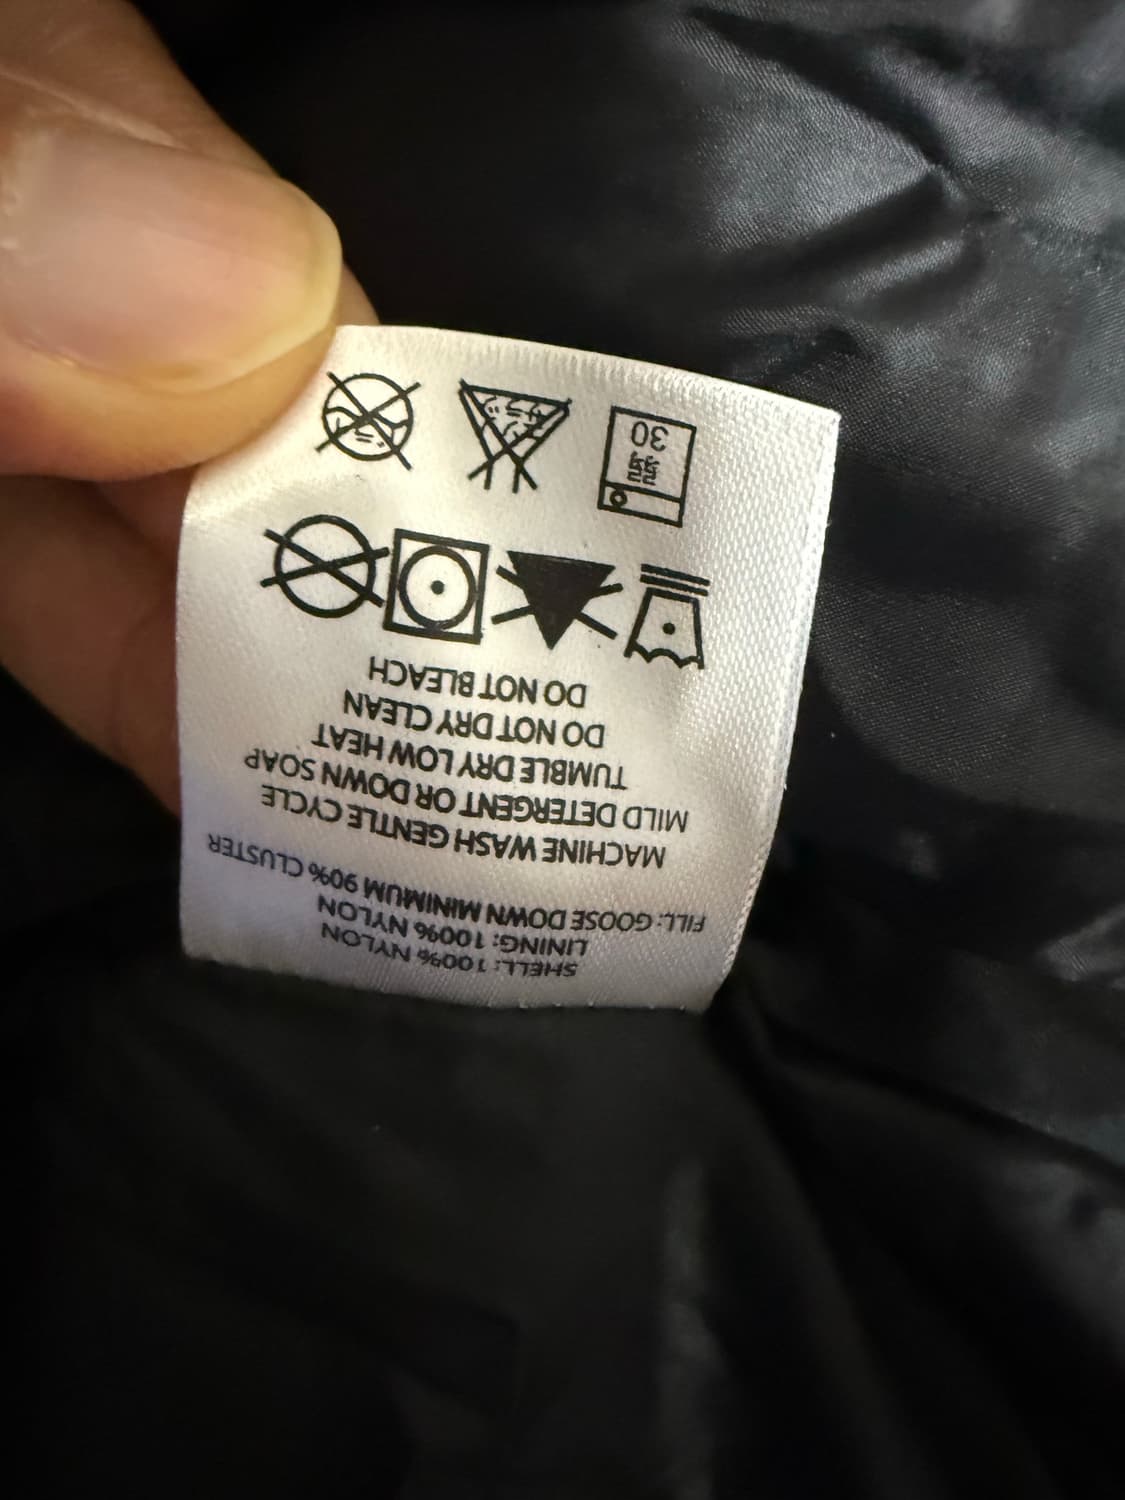 SHELL: 100% NYLON
LINING: 100% NYLON
FILL: GOOSE DOWN MINIMUM 90% CLUSTER
MACHINE WASH GENTLE CYCLE
MILD DETERGENT OR DOWN SOAP
TUMBLE DRY LOW HEAT
DO NOT DRY CLEAN
DO NOT BLEACH
30